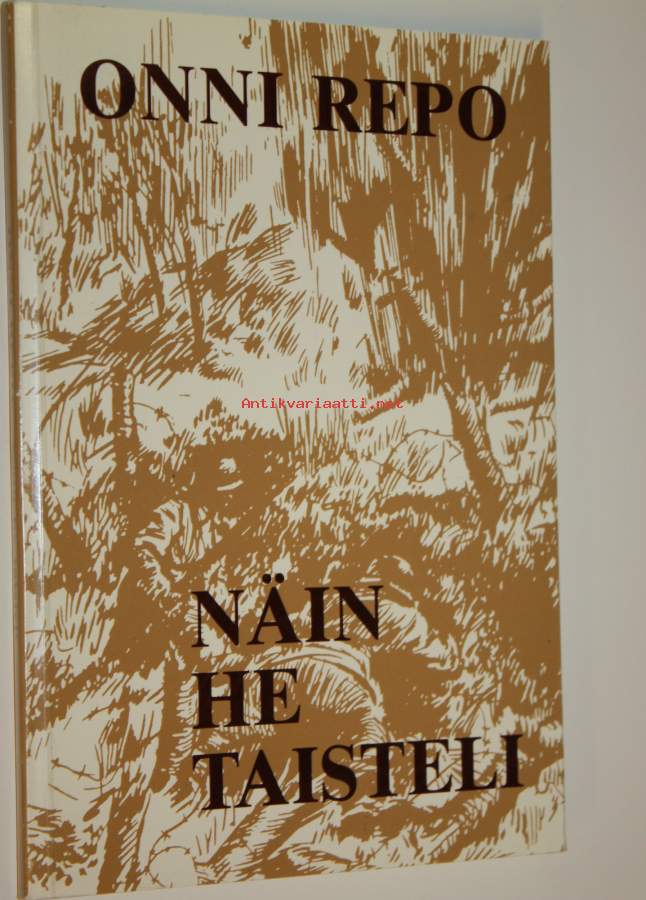 ONNI REPO
Antikvariaatti.net
NÄIN
HE
TAISTELI